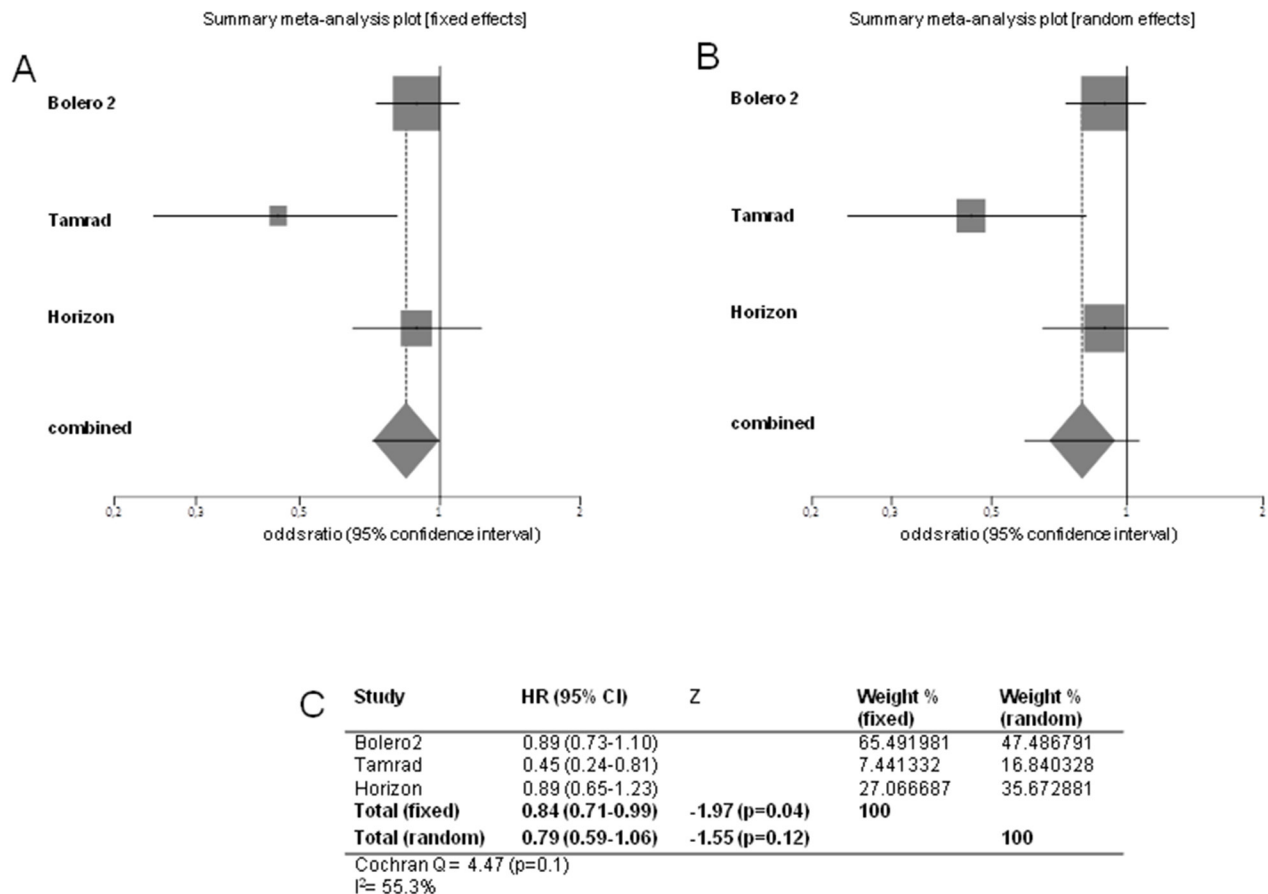 Summary meta-analysis plot [fixed effects]
A
Bolero 2
Tamrad
Horizon
combined
0,2 0,3 0,5 1 2
odds ratio (95% confidence interval)
Summary meta-analysis plot [random effects]
B
Bolero 2
Tamrad
Horizon
combined
0,2 0,3 0,5 1 2
odds ratio (95% confidence interval)
C
Study HR (95% CI) Z Weight % (fixed) Weight % (random)
Bolero2 0.89 (0.73-1.10) 65.491981 47.486791
Tamrad 0.45 (0.24-0.81) 7.441332 16.840328
Horizon 0.89 (0.65-1.23) 27.066687 35.672881
Total (fixed) 0.84 (0.71-0.99) -1.97 (p=0.04) 100
Total (random) 0.79 (0.59-1.06) -1.55 (p=0.12) 100
Cochran Q = 4.47 (p=0.1)
I²= 55.3%